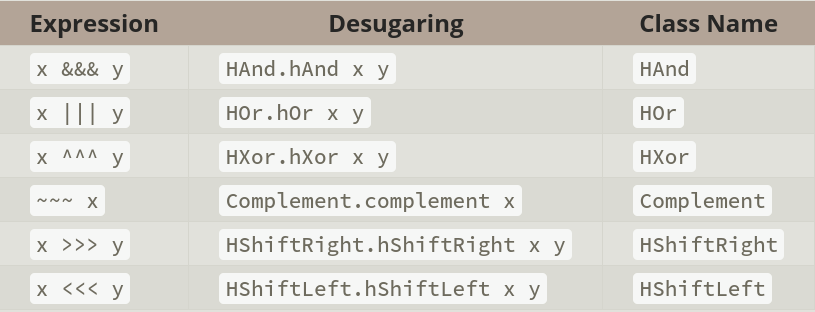 Expression Desugaring Class Name
x &&& y HAnd.hAnd x y HAnd
x ||| y HOr.hOr x y HOr
x ^^^ y HXor.hXor x y HXor
~~~ x Complement.complement x Complement
x >>> y HShiftRight.hShiftRight x y HShiftRight
x <<< y HShiftLeft.hShiftLeft x y HShiftLeft